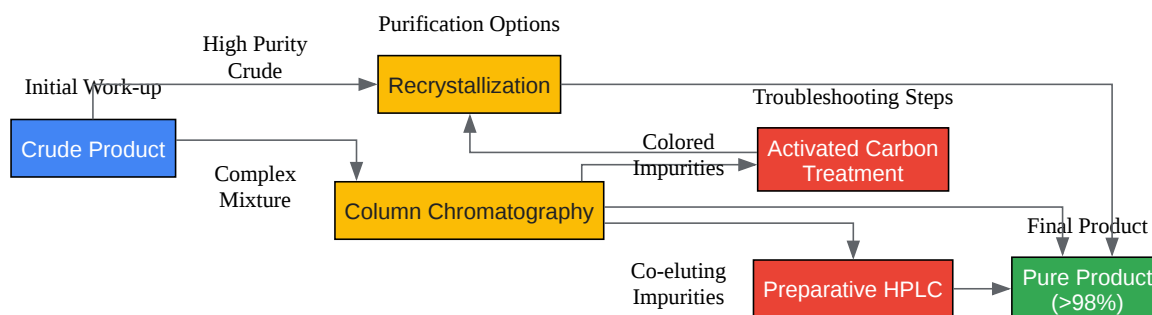 Purification Options
High Purity
Crude
Initial Work-up
Recrystallization
Troubleshooting Steps
Crude Product
Colored
Impurities
Activated Carbon
Treatment
Complex
Mixture
Column Chromatography
Final Product
Co-eluting
Impurities
Preparative HPLC
Pure Product
(>98%)